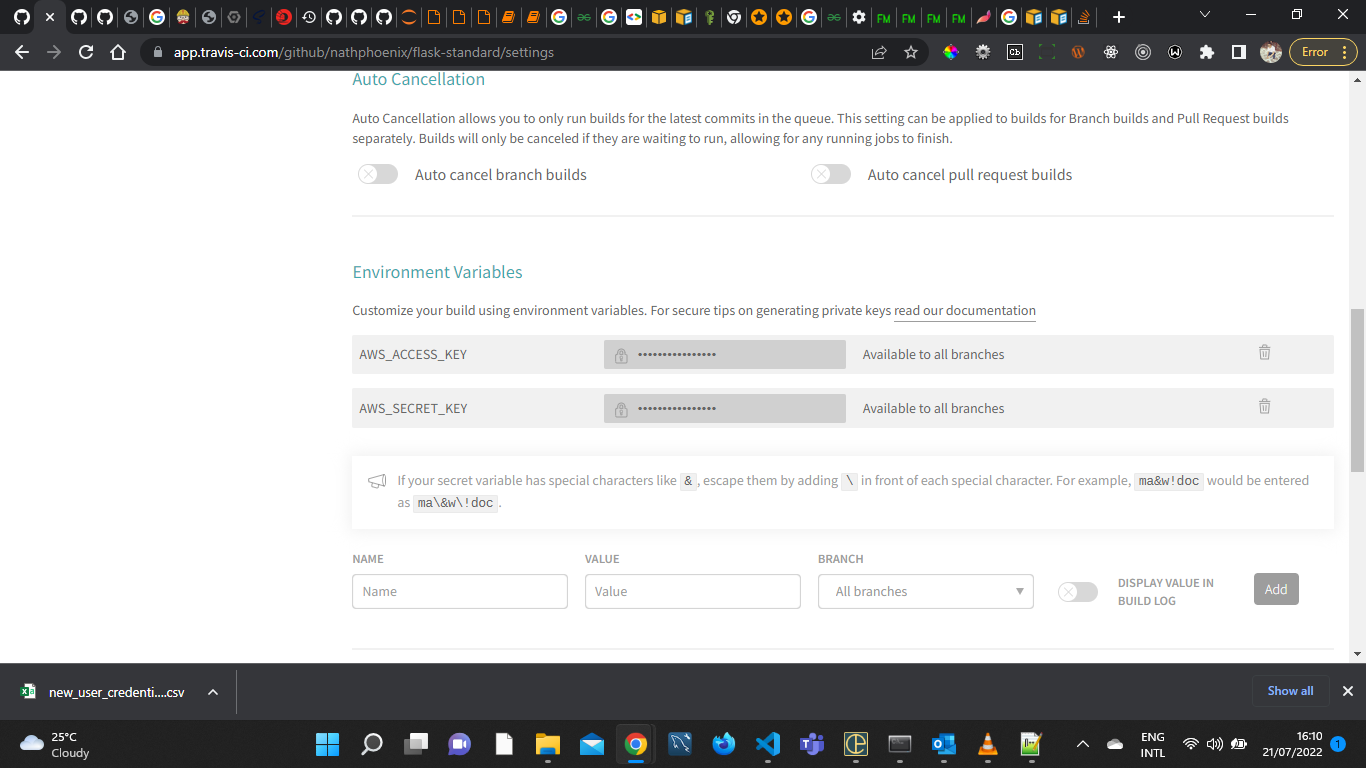 app.travis-ci.com/github/nathphoenix/flask-standard/settings
Error
Auto Cancellation
Auto Cancellation allows you to only run builds for the latest commits in the queue. This setting can be applied to builds for Branch builds and Pull Request builds
separately. Builds will only be canceled if they are waiting to run, allowing for any running jobs to finish.
Auto cancel branch builds
Auto cancel pull request builds
Environment Variables
Customize your build using environment variables. For secure tips on generating private keys read our documentation
AWS_ACCESS_KEY •••••••••••••••• Available to all branches
AWS_SECRET_KEY •••••••••••••••• Available to all branches
If your secret variable has special characters like &, escape them by adding \ in front of each special character. For example, ma&w!doc would be entered
as ma\&w\!doc.
NAME VALUE BRANCH
Name Value All branches
DISPLAY VALUE IN
BUILD LOG
Add
new_user_credenti....csv
Show all
25°C
Cloudy
ENG
INTL
16:10
21/07/2022
1